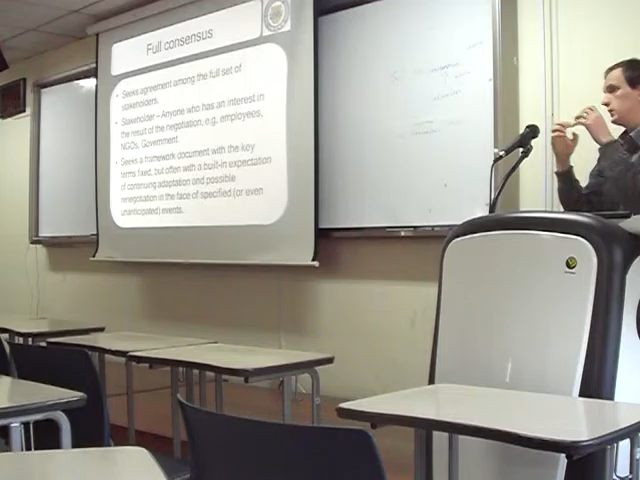 Full consensus
• Seeks agreement among the full set of
stakeholders.
• Stakeholder – Anyone who has an interest in
the result of the negotiation, e.g. employees,
NGOs, Government.
• Seeks a framework document with the key
terms fixed, but often with a built-in expectation
of continuing adaptation and possible
renegotiation in the face of specified (or even
unanticipated) events.